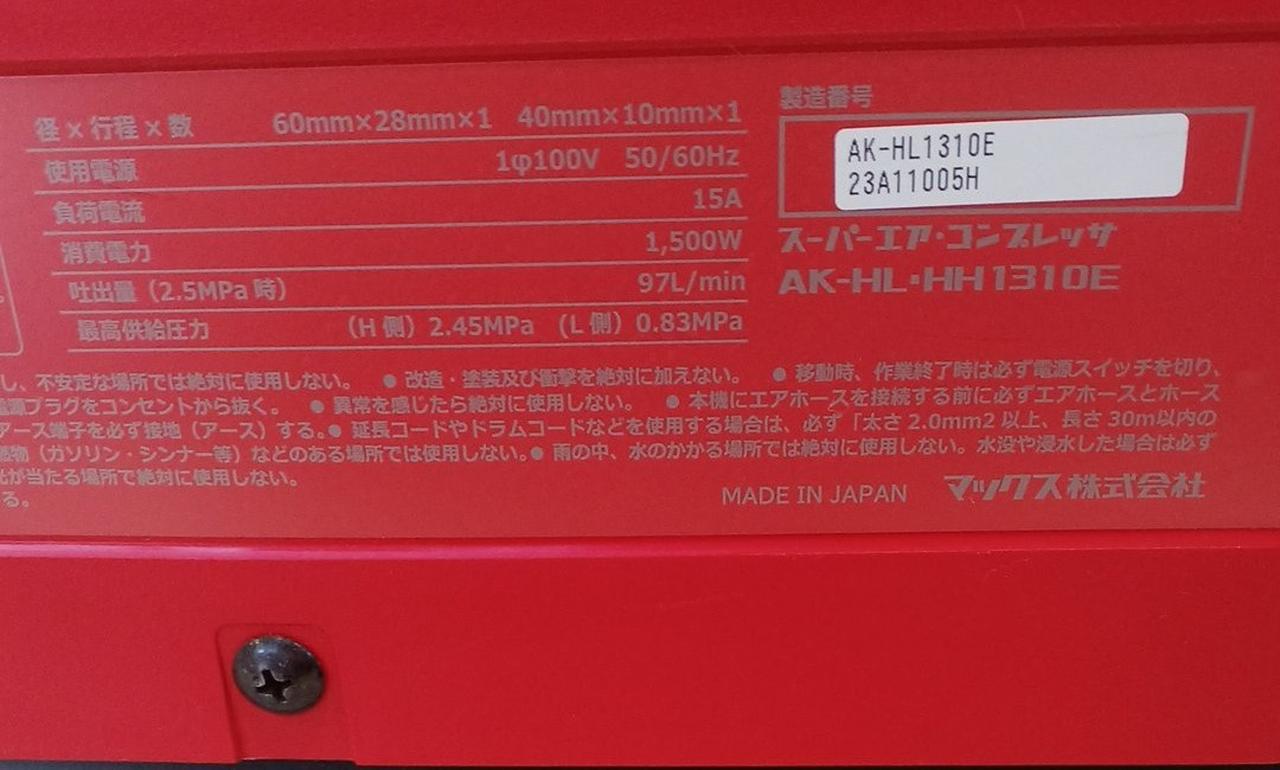 径×行程×数 60mm×28mm×1 40mm×10mm×1
使用電源 1φ100V 50/60Hz
負荷電流 15A
消費電力 1,500W
吐出量(2.5MPa時) 97L/min
最高供給圧力 (H側)2.45MPa (L側)0.83MPa
製造番号
AK-HL1310E
23A11005H
スーパーエア・コンプレッサ
AK-HL・HH1310E
し、不安定な場所では絶対に使用しない。 ●改造・塗装及び衝撃を絶対に加えない。 ●移動時、作業終了時は必ず電源スイッチを切り、
電源プラグをコンセントから抜く。 ●異常を感じたら絶対に使用しない。 ●本機にエアホースを接続する前に必ずエアホースとホース
アース端子を必ず接地(アース)する。●延長コードやドラムコードなどを使用する場合は、必ず「太さ2.0mm2以上、長さ30m以内の
燃物(ガソリン・シンナー等)などのある場所では使用しない。●雨の中、水のかかる場所では絶対に使用しない。水没や浸水した場合は必ず
光が当たる場所で絶対に使用しない。
る。
MADE IN JAPAN マックス株式会社